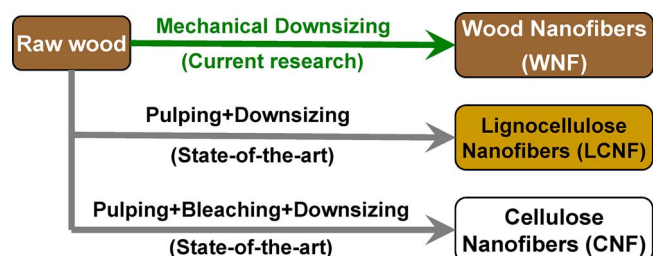 Raw wood
Mechanical Downsizing
(Current research)
Wood Nanofibers
(WNF)
Pulping+Downsizing
(State-of-the-art)
Lignocellulose
Nanofibers (LCNF)
Pulping+Bleaching+Downsizing
(State-of-the-art)
Cellulose
Nanofibers (CNF)